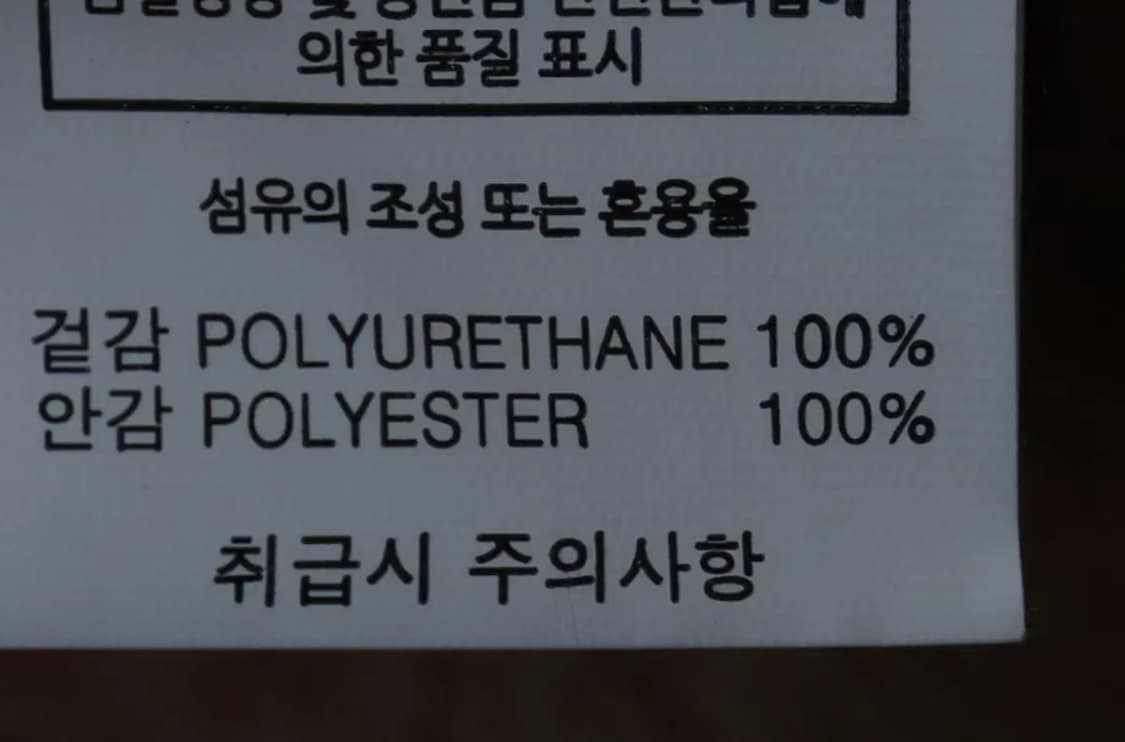 의한 품질 표시
섬유의 조성 또는 혼용율
겉감 POLYURETHANE 100%
안감 POLYESTER 100%
취급시 주의사항